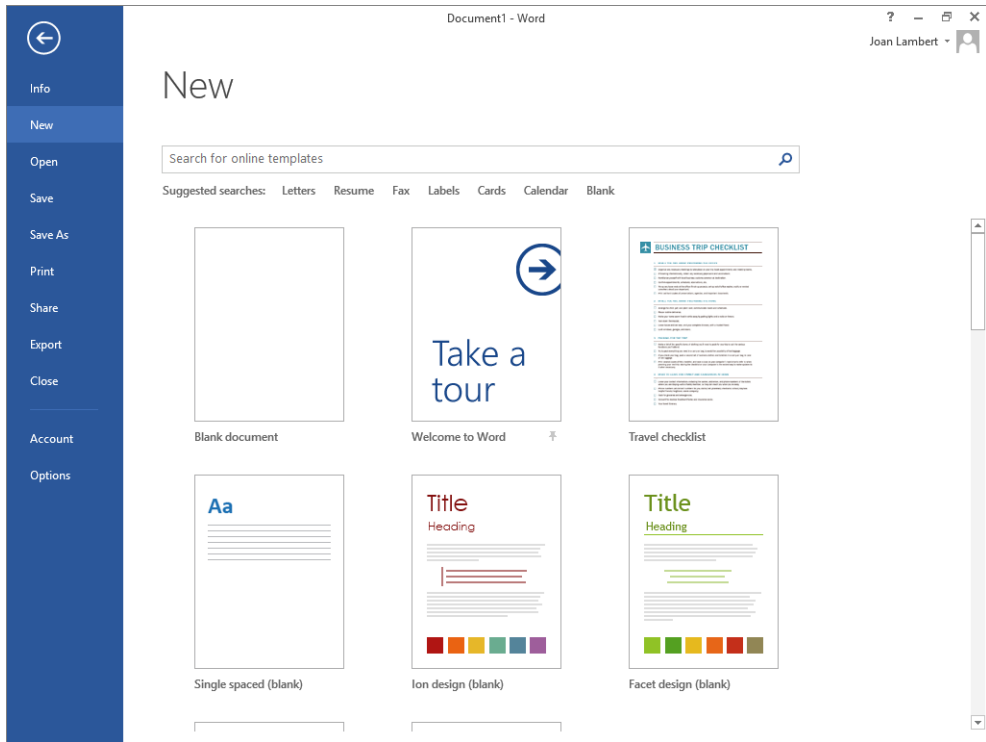 Document1 - Word
?
Joan Lambert
Info
New
Open
Save
Save As
Print
Share
Export
Close
Account
Options
New
Search for online templates
Suggested searches: Letters Resume Fax Labels Cards Calendar Blank
Take a
tour
BUSINESS TRIP CHECKLIST
Blank document
Welcome to Word
Travel checklist
Aa
Title
Heading
Title
Heading
Single spaced (blank)
Ion design (blank)
Facet design (blank)